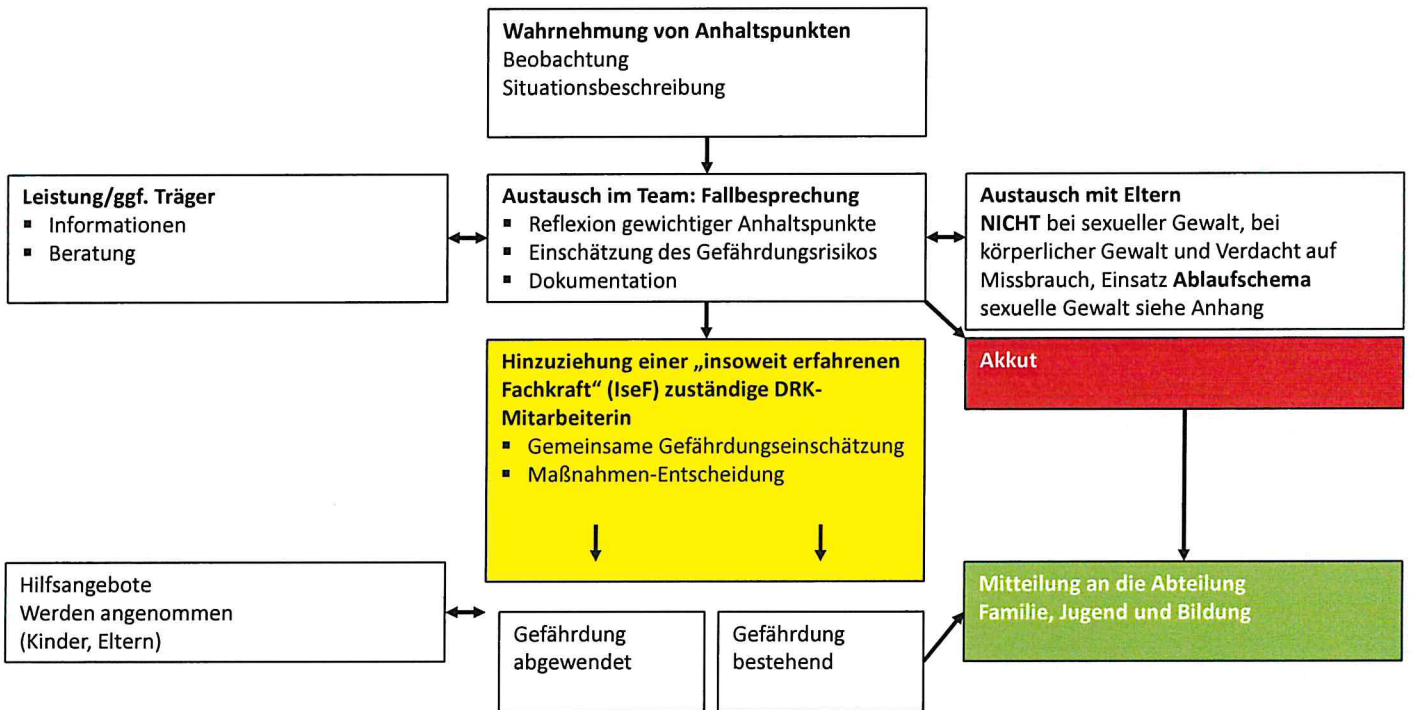 Wahrnehmung von Anhaltspunkten
Beobachtung
Situationsbeschreibung
Leistung/ggf. Träger
▪ Informationen
▪ Beratung
Austausch im Team: Fallbesprechung
▪ Reflexion gewichtiger Anhaltspunkte
▪ Einschätzung des Gefährdungsrisikos
▪ Dokumentation
Austausch mit Eltern
NICHT bei sexueller Gewalt, bei
körperlicher Gewalt und Verdacht auf
Missbrauch, Einsatz Ablaufschema
sexuelle Gewalt siehe Anhang
Hinzuziehung einer „insoweit erfahrenen
Fachkraft“ (IseF) zuständige DRK-
Mitarbeiterin
▪ Gemeinsame Gefährdungseinschätzung
▪ Maßnahmen-Entscheidung
Akkut
Hilfsangebote
Werden angenommen
(Kinder, Eltern)
Gefährdung
abgewendet
Gefährdung
bestehend
Mitteilung an die Abteilung
Familie, Jugend und Bildung